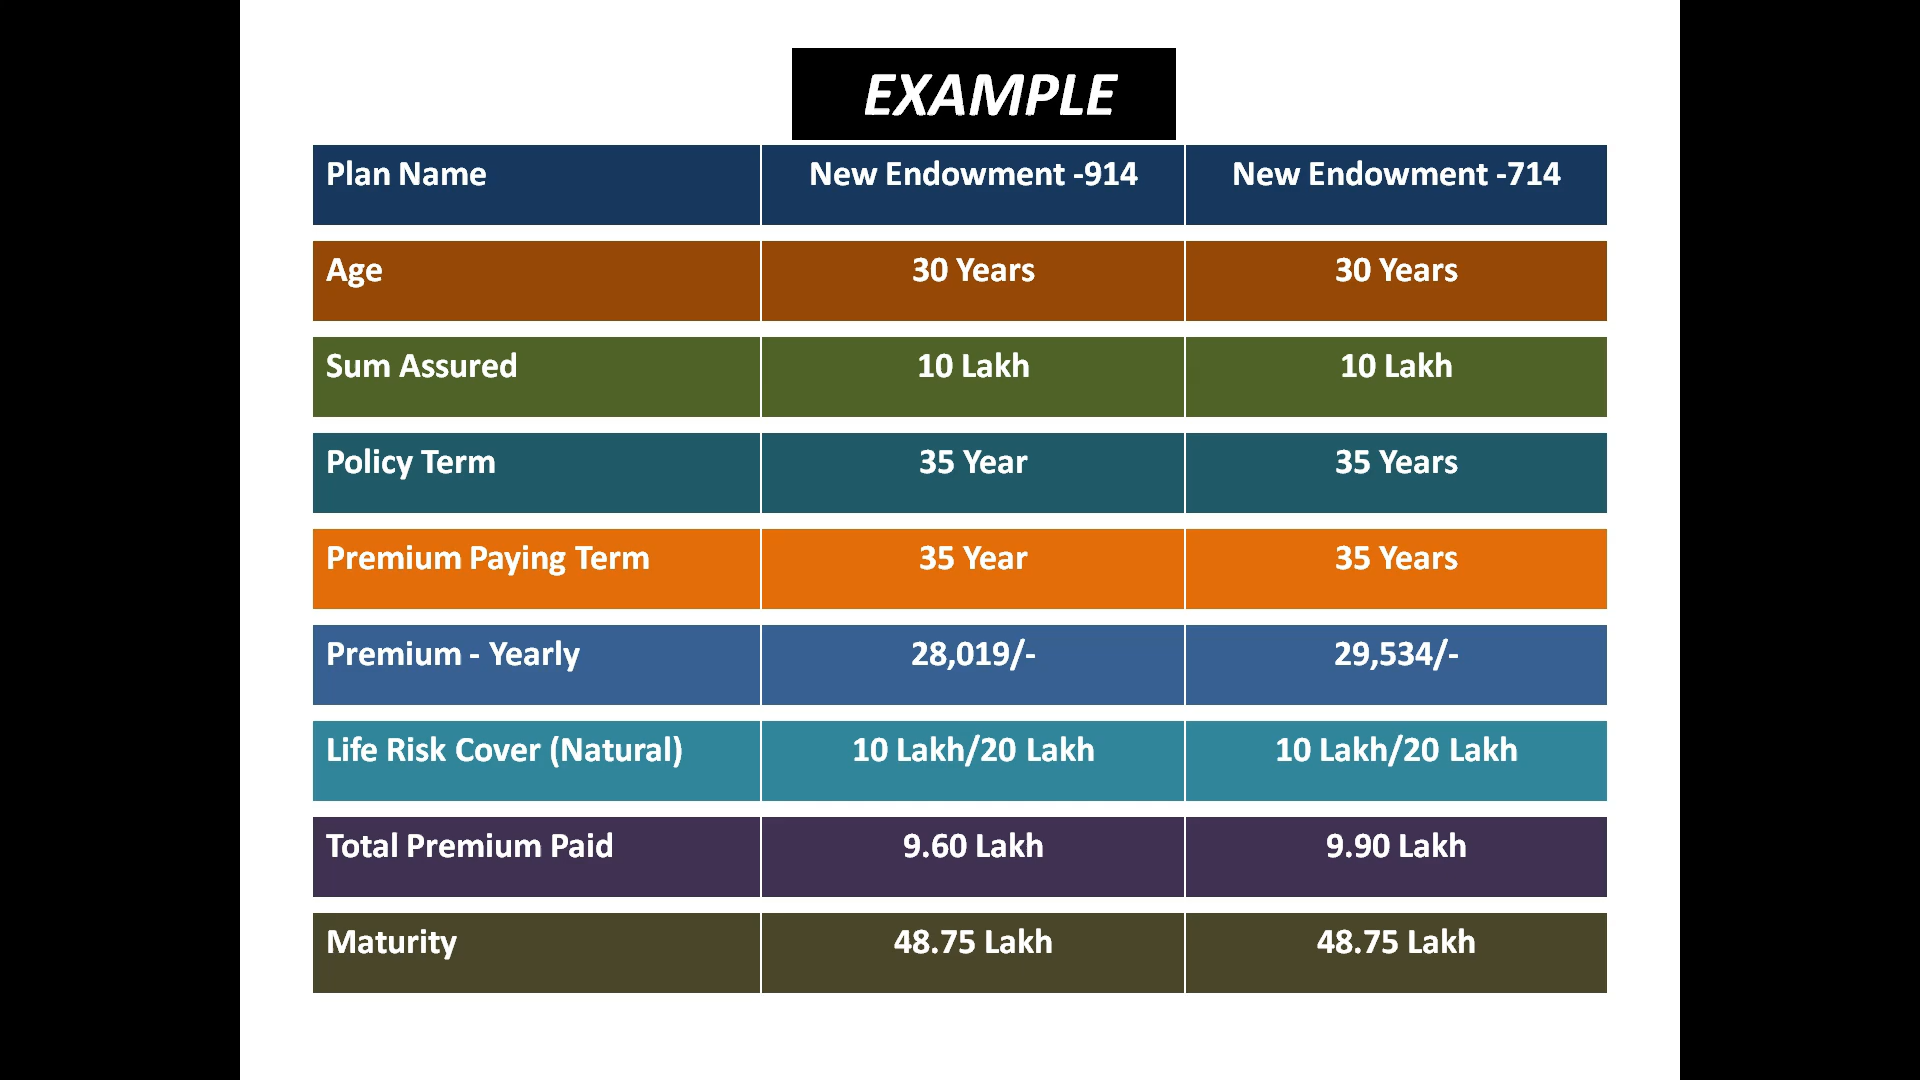 EXAMPLE
Plan Name New Endowment -914 New Endowment -714
Age 30 Years 30 Years
Sum Assured 10 Lakh 10 Lakh
Policy Term 35 Year 35 Years
Premium Paying Term 35 Year 35 Years
Premium - Yearly 28,019/- 29,534/-
Life Risk Cover (Natural) 10 Lakh/20 Lakh 10 Lakh/20 Lakh
Total Premium Paid 9.60 Lakh 9.90 Lakh
Maturity 48.75 Lakh 48.75 Lakh